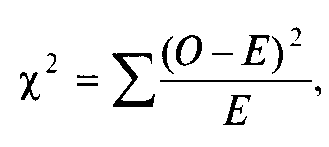 χ² = ∑(O – E)²/E,